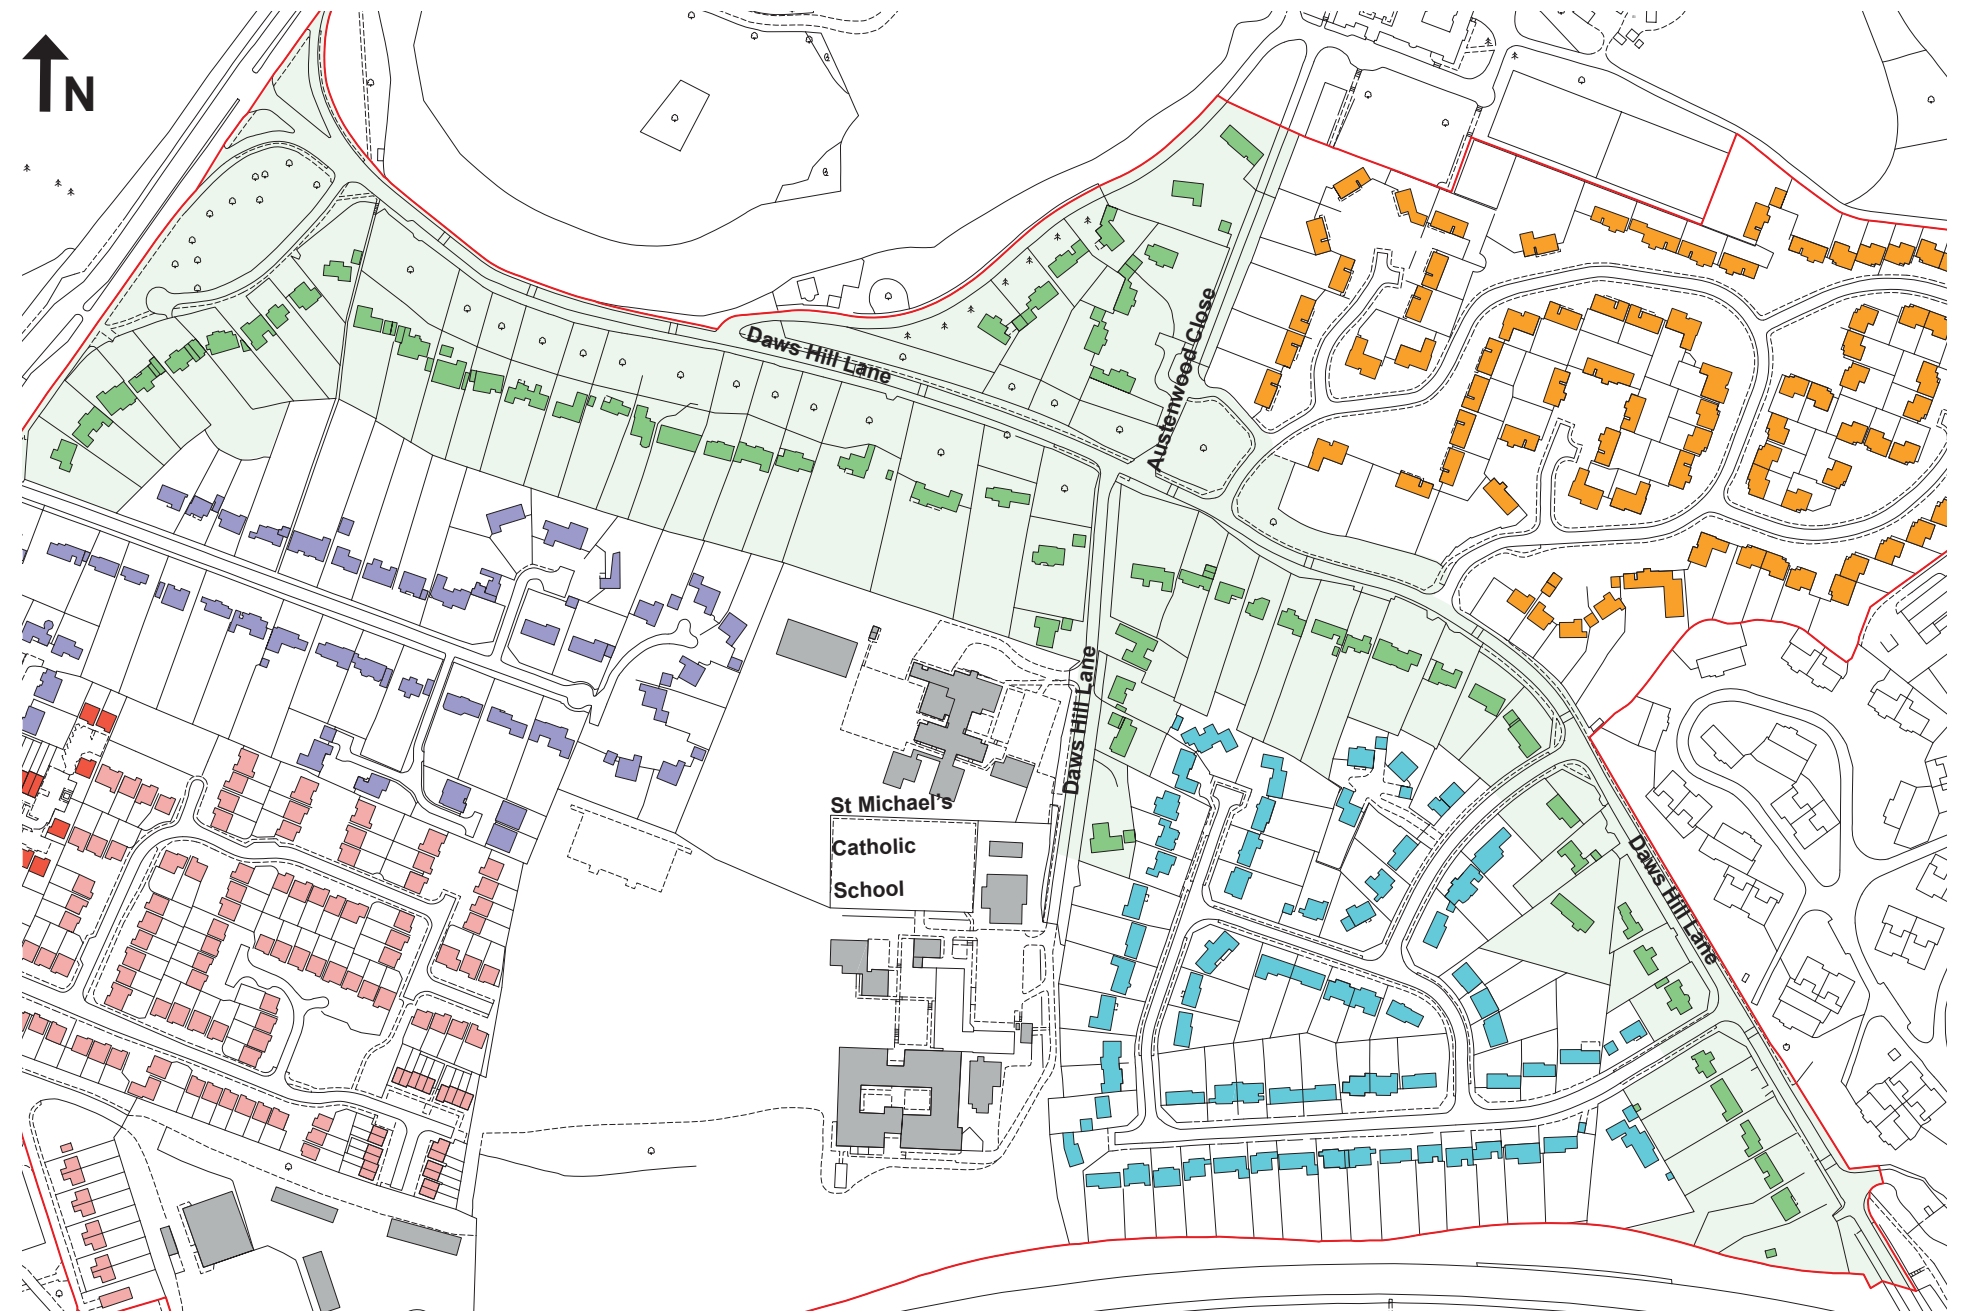 N
Daws Hill Lane
Austenwood Close
Daws Hill Lane
St Michael's
Catholic
School
Daws Hill Lane